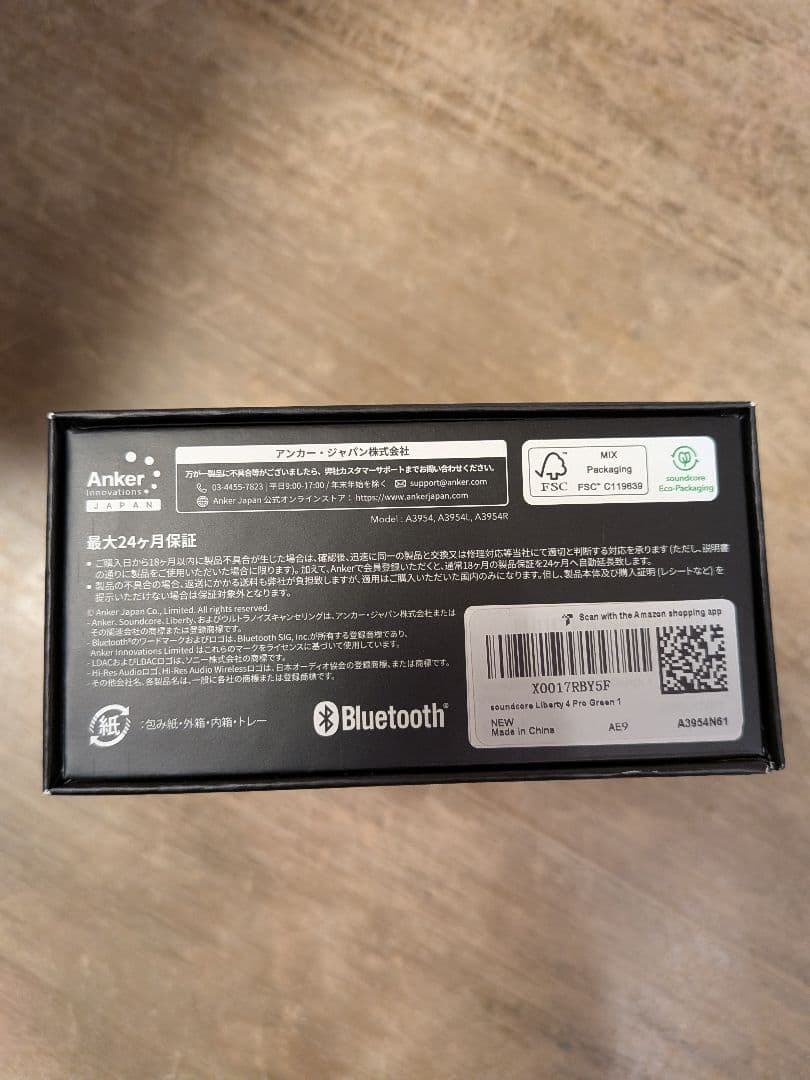 Anker
Innovations
JAPAN
アンカー・ジャパン株式会社
万が一製品に不具合等がございましたら、弊社カスタマーサポートまでお問い合わせください。
03-4455-7823 | 平日9:00-17:00 / 年末年始を除く support@anker.com
Anker Japan 公式オンラインストア : https://www.ankerjapan.com
FSC
MIX
Packaging
FSC™ C119639
soundcore
Eco-Packaging
Model : A3954, A3954L, A3954R
最大24ヶ月保証
• ご購入日から18ヶ月以内に製品不具合が生じた場合は、確認後、迅速に同一の製品と交換又は修理対応等当社にて適切と判断する対応を承ります (ただし、説明書
の通りに製品をご使用いただいた場合に限ります)。加えて、Ankerで会員登録いただくと、通常18ヶ月の製品保証を24ヶ月へ自動延長致します。
• 製品の不具合の場合、返送にかかる送料も弊社が負担致しますが、適用はご購入いただいた国内のみになります。但し、製品本体及び購入証明 (レシートなど) を
提示いただけない場合は保証対象外となります。
© Anker Japan Co., Limited. All rights reserved.
- Anker、Soundcore、Liberty、およびウルトラノイズキャンセリングは、アンカー・ジャパン株式会社または
その関連会社の商標または登録商標です。
- Bluetooth®のワードマークおよびロゴは、Bluetooth SIG, Inc.が所有する登録商標であり、
Anker Innovations Limited はこれらのマークをライセンスに基づいて使用しています。
- LDACおよびLDACロゴは、ソニー株式会社の商標です。
- Hi-Res Audioロゴ、Hi-Res Audio Wirelessロゴは、日本オーディオ協会の登録商標、または商標です。
- その他会社名、各製品名は、一般に各社の商標または登録商標です。
紙 :包み紙・外箱・内箱・トレー
Bluetooth®
Scan with the Amazon shopping app
X0017RBY5F
soundcore Liberty 4 Pro Green 1
NEW
Made in China
AE9
A3954N61